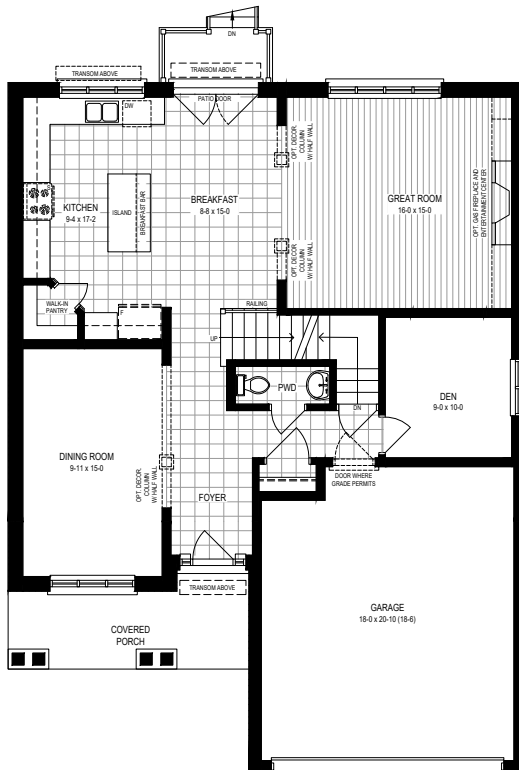 DN
TRANSOM ABOVE
TRANSOM ABOVE
PATIO DOOR
DW
KITCHEN
9-4 x 17-2
ISLAND
BREAKFAST BAR
BREAKFAST
8-8 x 15-0
OPT. DECOR.
COLUMN
W/ HALF WALL
OPT. DECOR.
COLUMN
W/ HALF WALL
GREAT ROOM
16-0 x 15-0
OPT. GAS FIREPLACE AND
ENTERTAINMENT CENTER
WALK-IN
PANTRY
F
RAILING
UP
PWD
DN
DEN
9-0 x 10-0
DINING ROOM
9-11 x 15-0
OPT. DECOR.
COLUMN
W/ HALF WALL
FOYER
DOOR WHERE
GRADE PERMITS
TRANSOM ABOVE
GARAGE
18-0 x 20-10 (18-6)
COVERED
PORCH